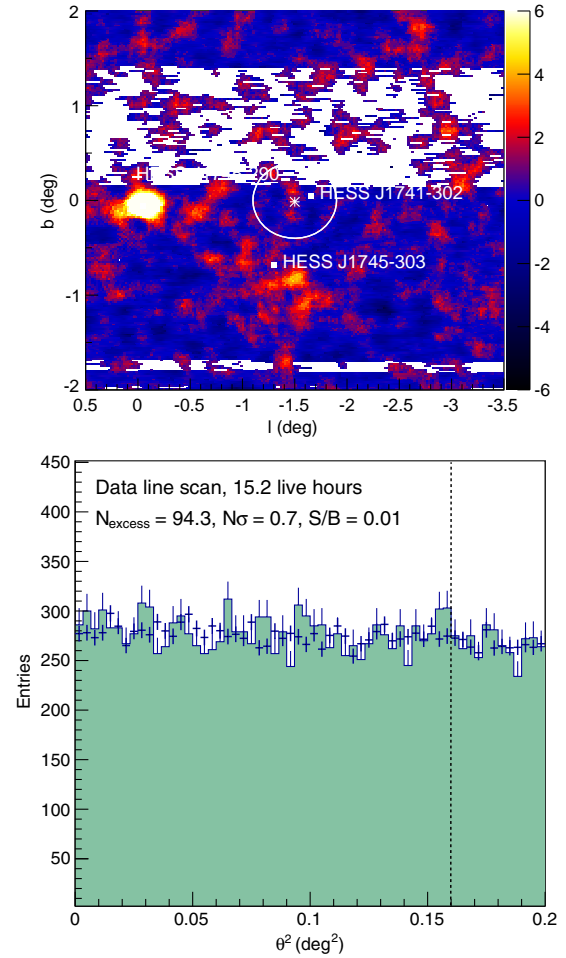 2
1
0
-1
-2
b (deg)
HESS J1741-302
HESS J1745-303
0.5 0 -0.5 -1 -1.5 -2 -2.5 -3 -3.5
l (deg)
6
4
2
0
-2
-4
-6
450
400
350
300
250
200
150
100
50
Entries
Data line scan, 15.2 live hours
Nexcess = 94.3, Nσ = 0.7, S/B = 0.01
0 0.05 0.1 0.15 0.2
θ² (deg²)